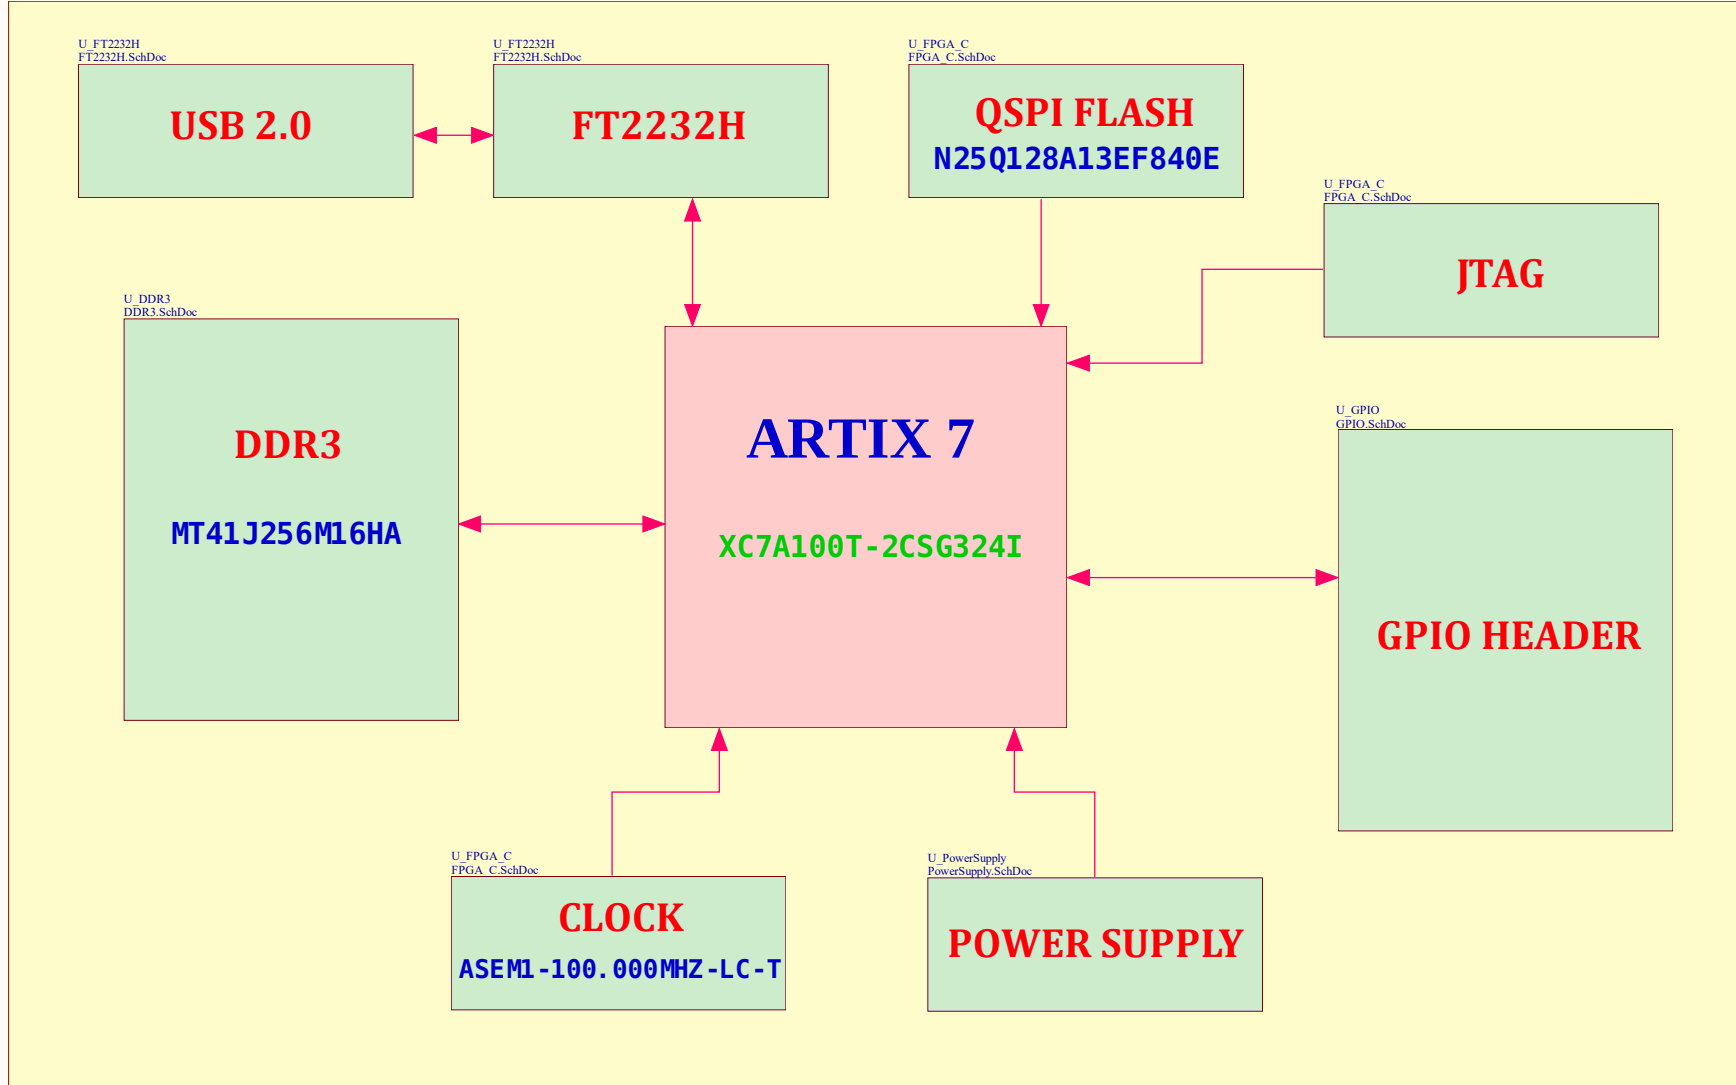 U_FT2232H
FT2232H.SchDoc
USB 2.0
U_FT2232H
FT2232H.SchDoc
FT2232H
U_FPGA_C
FPGA_C.SchDoc
QSPI FLASH
N25Q128A13EF840E
U_FPGA_C
FPGA_C.SchDoc
JTAG
U_DDR3
DDR3.SchDoc
DDR3
MT41J256M16HA
ARTIX 7
XC7A100T-2CSG324I
U_GPIO
GPIO.SchDoc
GPIO HEADER
U_FPGA_C
FPGA_C.SchDoc
CLOCK
ASEM1-100.000MHZ-LC-T
U_PowerSupply
PowerSupply.SchDoc
POWER SUPPLY